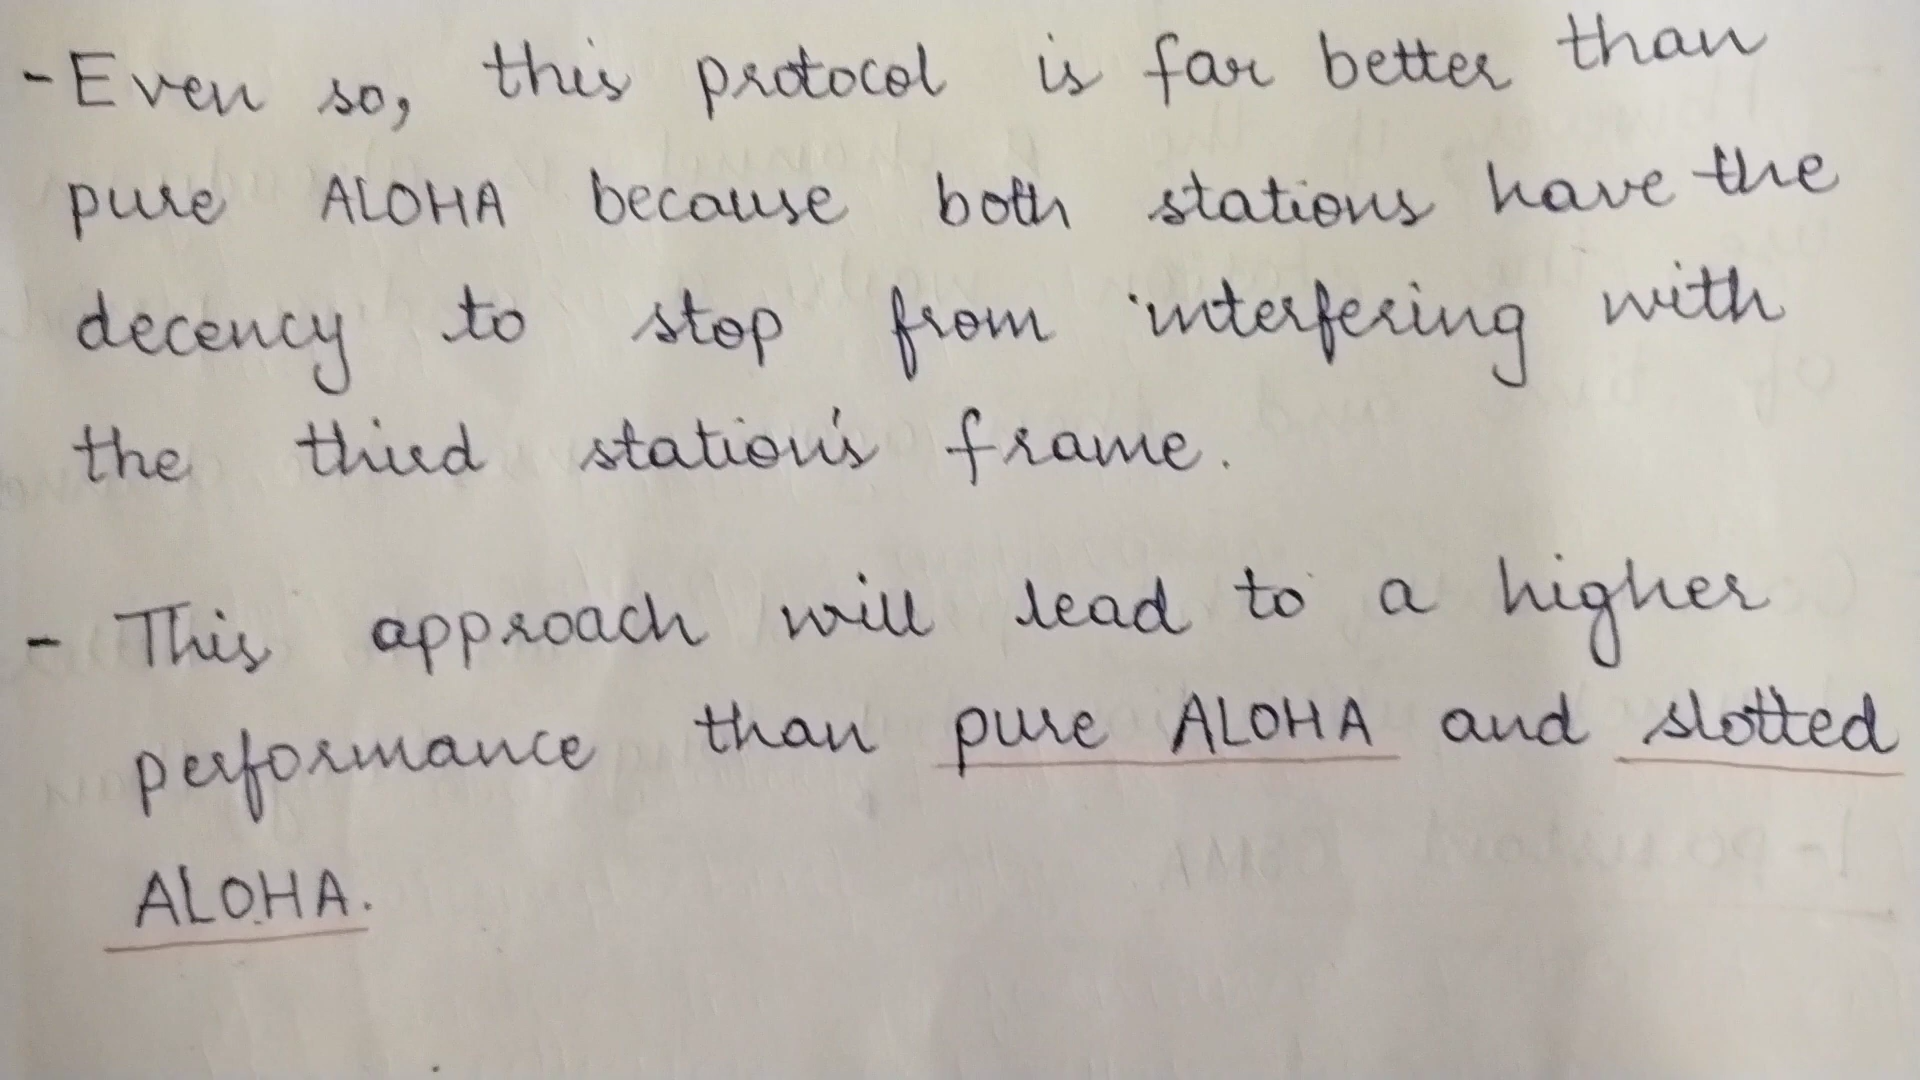 - Even so, this protocol is far better than
pure ALOHA because both stations have the
decency to stop from interfering with
the third station's frame.
- This approach will lead to a higher
performance than pure ALOHA and slotted
ALOHA.